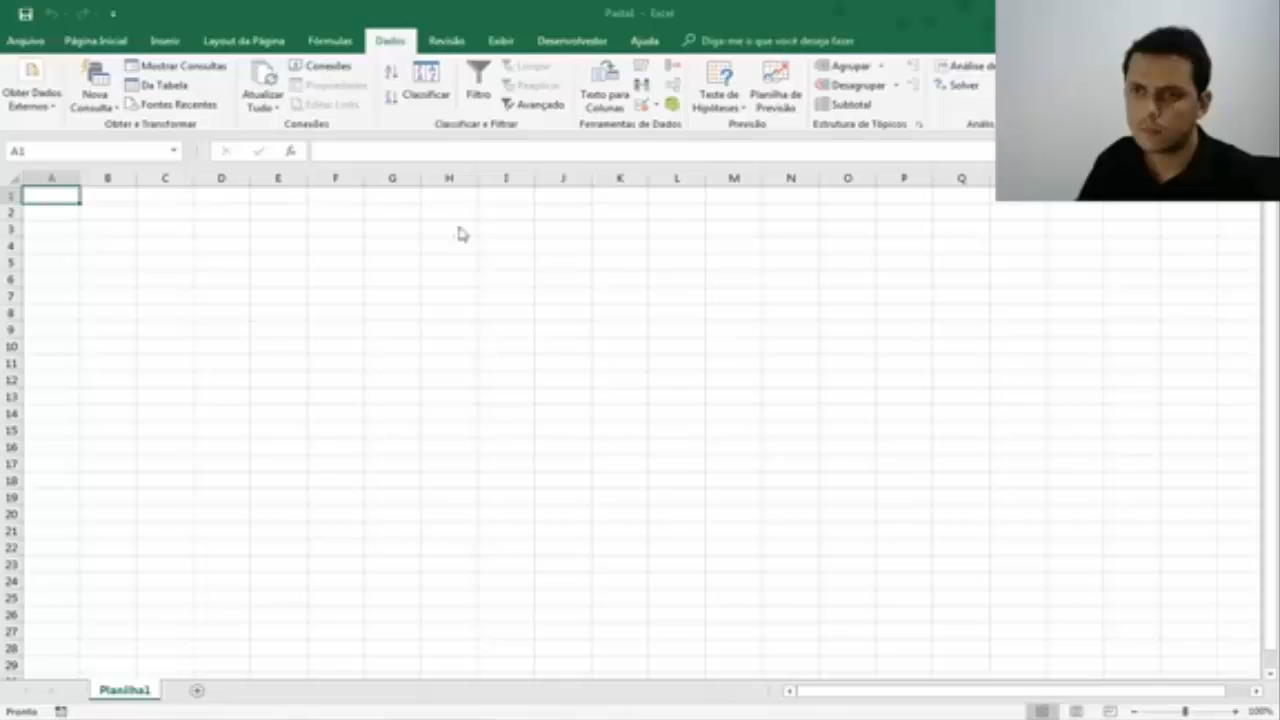 Pasta1 - Excel
Arquivo Página Inicial Inserir Layout da Página Fórmulas Dados Revisão Exibir Desenvolvedor Ajuda Diga-me o que você deseja fazer
Obter Dados Externos
Nova Consulta
Mostrar Consultas
Da Tabela
Fontes Recentes
Obter e Transformar
Atualizar Tudo
Conexões
Propriedades
Editar Links
Conexões
Classificar
Filtro
Limpar
Reaplicar
Avançado
Classificar e Filtrar
Texto para Colunas
Ferramentas de Dados
Teste de Hipóteses
Planilha de Previsão
Previsão
Agrupar
Desagrupar
Subtotal
Estrutura de Tópicos
Análise de
Solver
Anális
A1 fx
A B C D E F G H I J K L M N O P Q
1
2
3
4
5
6
7
8
9
10
11
12
13
14
15
16
17
18
19
20
21
22
23
24
25
26
27
28
29
Planilha1
Pronto 100%